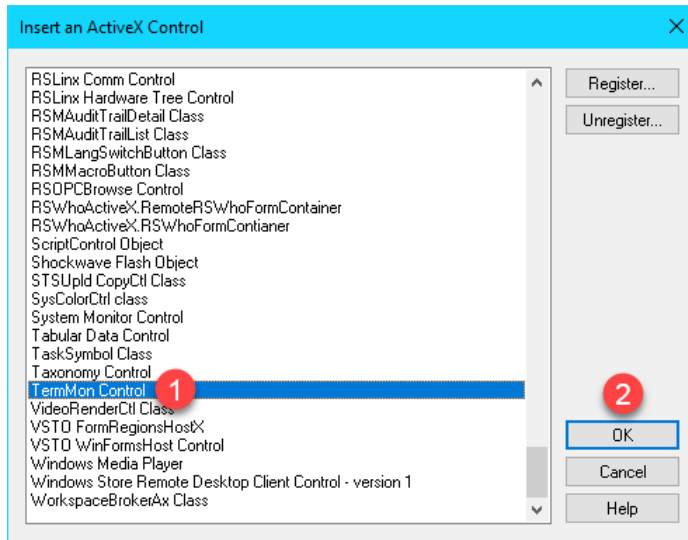 Insert an ActiveX Control
RSLinx Comm Control
RSLinx Hardware Tree Control
RSMAuditTrailDetail Class
RSMAuditTrailList Class
RSMLangSwitchButton Class
RSMMacroButton Class
RSOPCBrowse Control
RSWhoActiveX.RemoteRSWhoFormContainer
RSWhoActiveX.RSWhoFormContianer
ScriptControl Object
Shockwave Flash Object
STSUpld CopyCtl Class
SysColorCtrl class
System Monitor Control
Tabular Data Control
TaskSymbol Class
Taxonomy Control
TermMon Control
1
VideoRenderCtl Class
VSTO FormRegionsHostX
VSTO WinFormsHost Control
Windows Media Player
Windows Store Remote Desktop Client Control - version 1
WorkspaceBrokerAx Class
Register...
Unregister...
2
OK
Cancel
Help